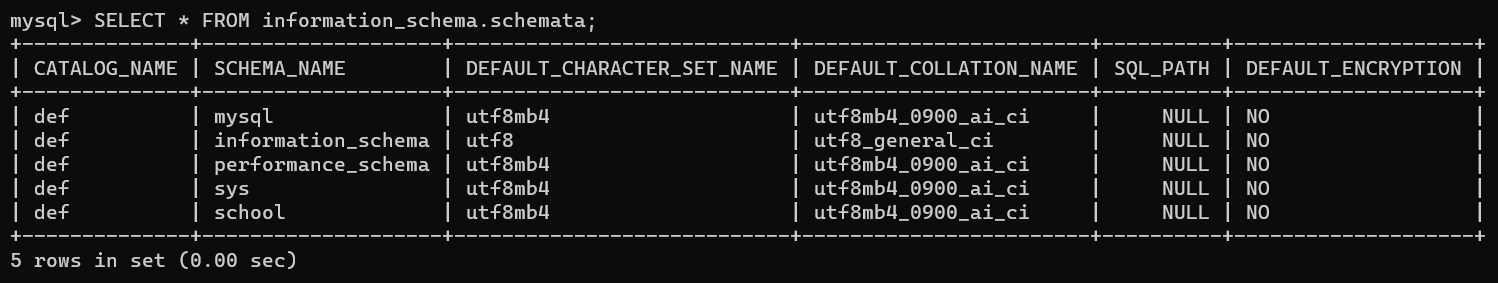 mysql> SELECT * FROM information_schema.schemata;
+--------------+--------------------+----------------------------+------------------------+----------+--------------------+
| CATALOG_NAME | SCHEMA_NAME        | DEFAULT_CHARACTER_SET_NAME | DEFAULT_COLLATION_NAME | SQL_PATH | DEFAULT_ENCRYPTION |
+--------------+--------------------+----------------------------+------------------------+----------+--------------------+
| def          | mysql              | utf8mb4                    | utf8mb4_0900_ai_ci     |     NULL | NO                 |
| def          | information_schema | utf8                       | utf8_general_ci        |     NULL | NO                 |
| def          | performance_schema | utf8mb4                    | utf8mb4_0900_ai_ci     |     NULL | NO                 |
| def          | sys                | utf8mb4                    | utf8mb4_0900_ai_ci     |     NULL | NO                 |
| def          | school             | utf8mb4                    | utf8mb4_0900_ai_ci     |     NULL | NO                 |
+--------------+--------------------+----------------------------+------------------------+----------+--------------------+
5 rows in set (0.00 sec)